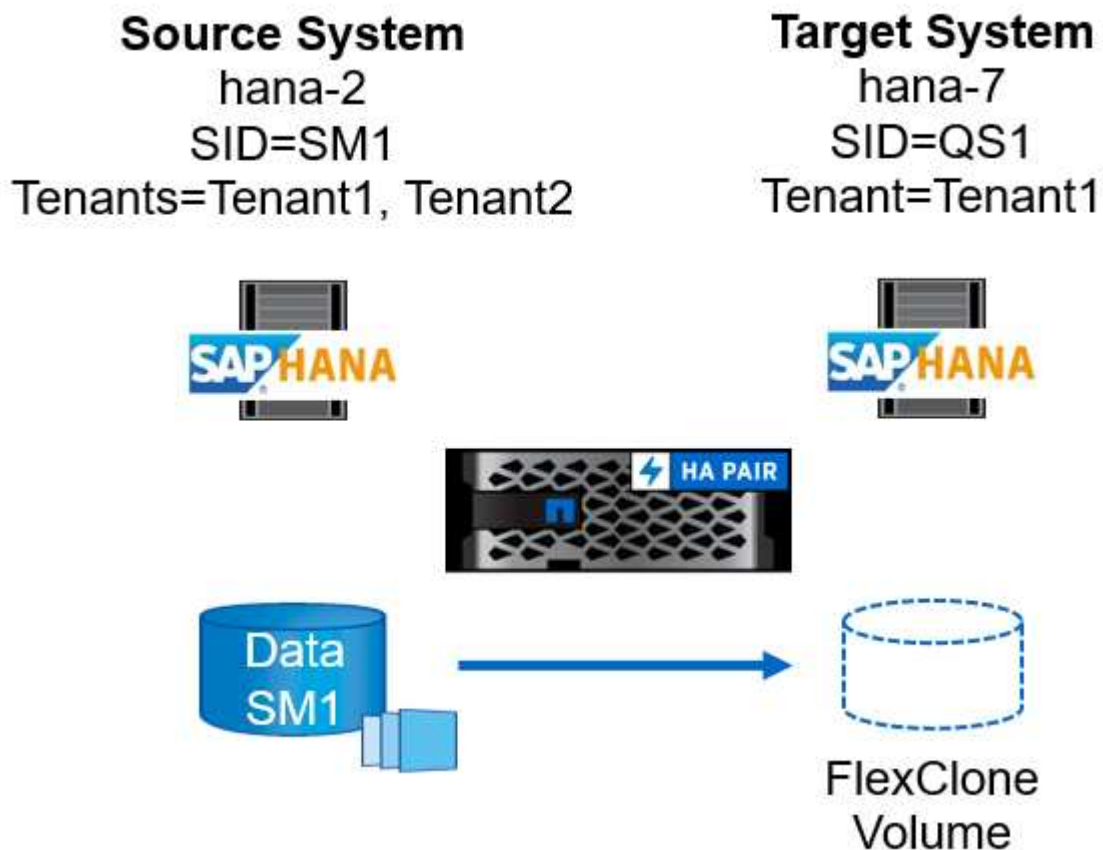 Source System
hana-2
SID=SM1
Tenants=Tenant1, Tenant2
Target System
hana-7
SID=QS1
Tenant=Tenant1
SAP HANA
SAP HANA
HA PAIR
Data
SM1
FlexClone
Volume